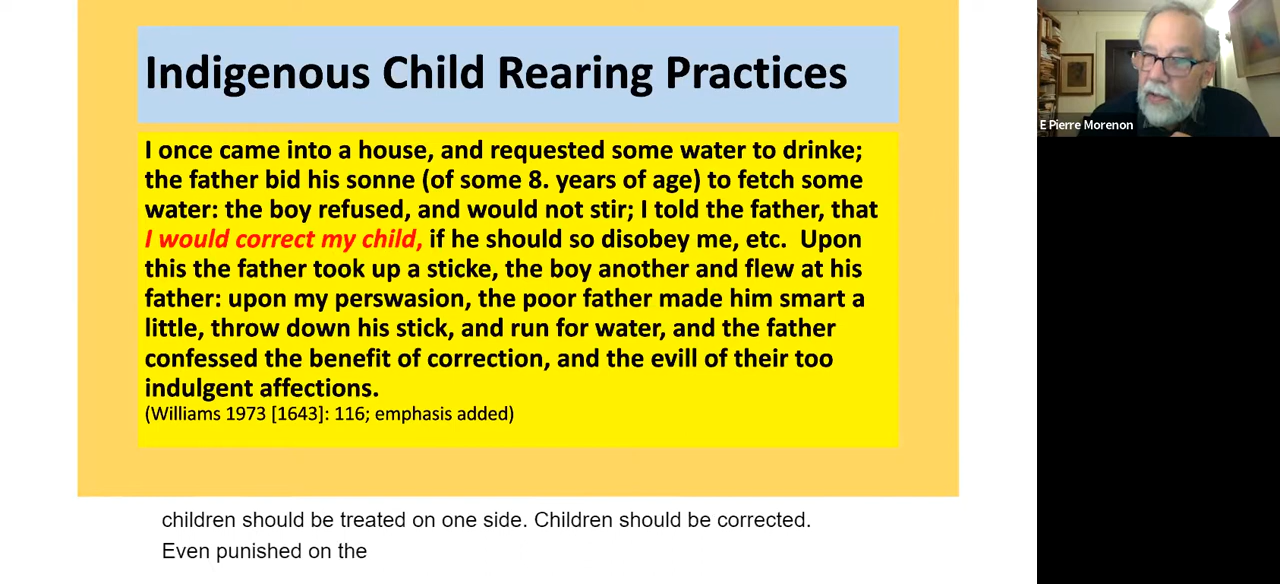 Indigenous Child Rearing Practices
I once came into a house, and requested some water to drinke;
the father bid his sonne (of some 8. years of age) to fetch some
water: the boy refused, and would not stir; I told the father, that
I would correct my child, if he should so disobey me, etc.  Upon
this the father took up a sticke, the boy another and flew at his
father: upon my perswasion, the poor father made him smart a
little, throw down his stick, and run for water, and the father
confessed the benefit of correction, and the evill of their too
indulgent affections.
(Williams 1973 [1643]: 116; emphasis added)
E Pierre Morenon
children should be treated on one side. Children should be corrected.
Even punished on the